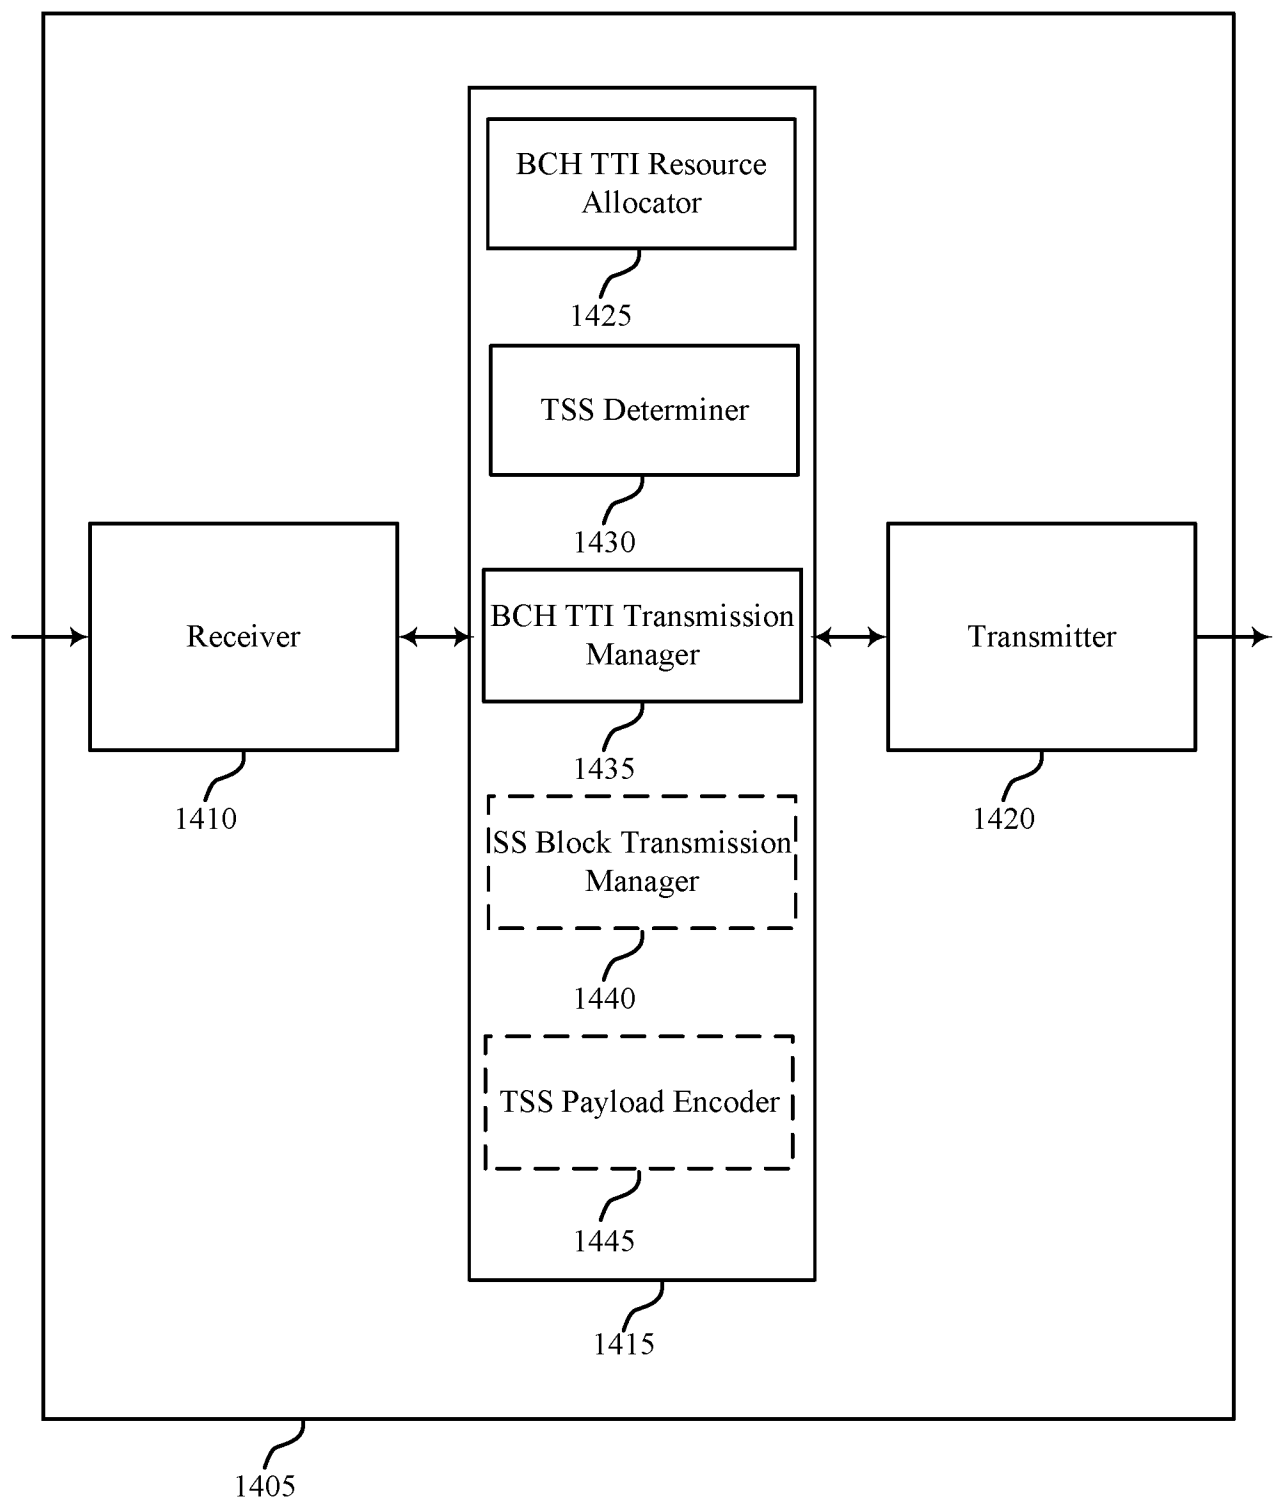 BCH TTI Resource
Allocator
1425
TSS Determiner
1430
Receiver
1410
BCH TTI Transmission
Manager
1435
Transmitter
1420
SS Block Transmission
Manager
1440
TSS Payload Encoder
1445
1415
1405